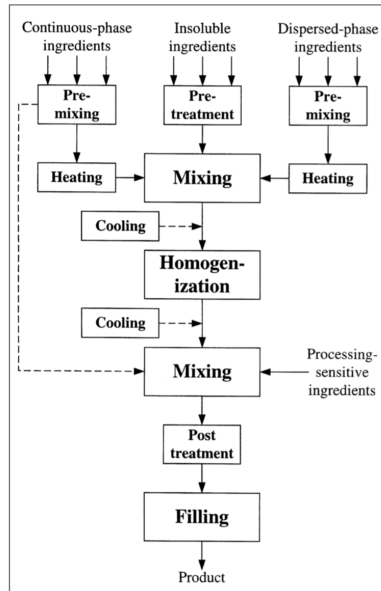 Continuous-phase
ingredients
Insoluble
ingredients
Dispersed-phase
ingredients
Pre-
mixing
Pre-
treatment
Pre-
mixing
Heating
Mixing
Heating
Cooling
Homogen-
ization
Cooling
Mixing
Processing-
sensitive
ingredients
Post
treatment
Filling
Product